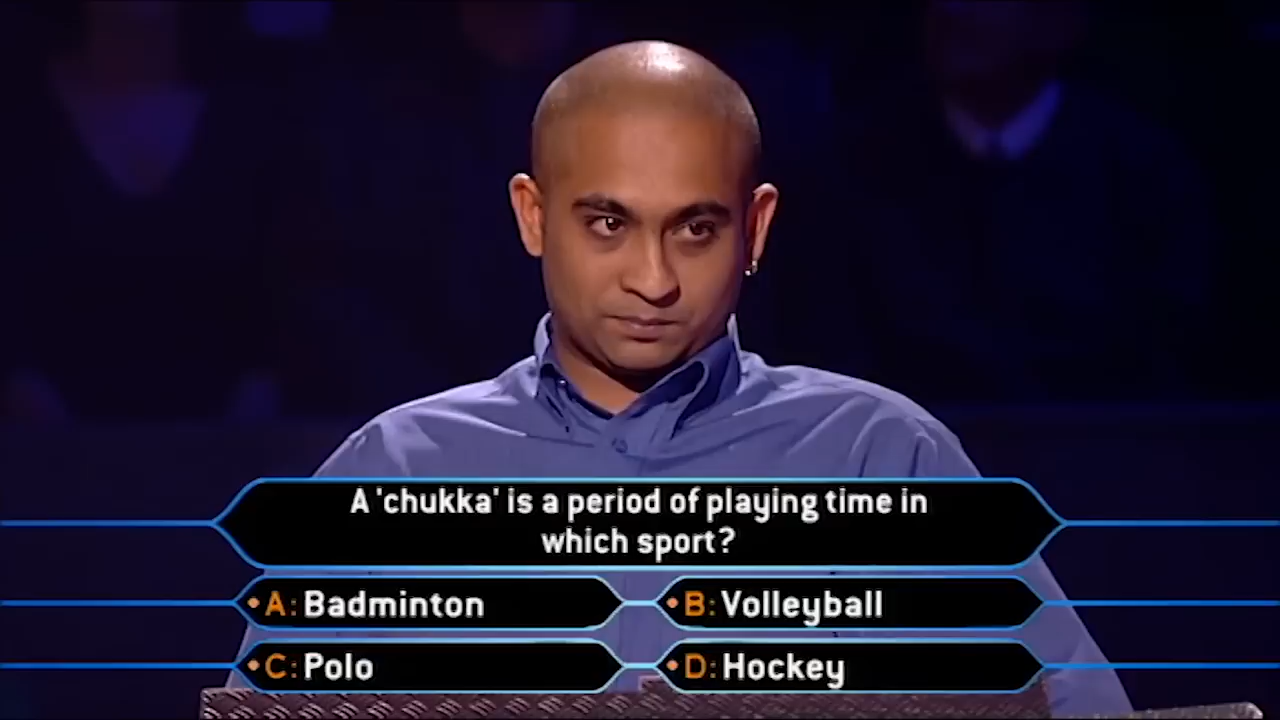 A 'chukka' is a period of playing time in
which sport?
A: Badminton
B: Volleyball
C: Polo
D: Hockey